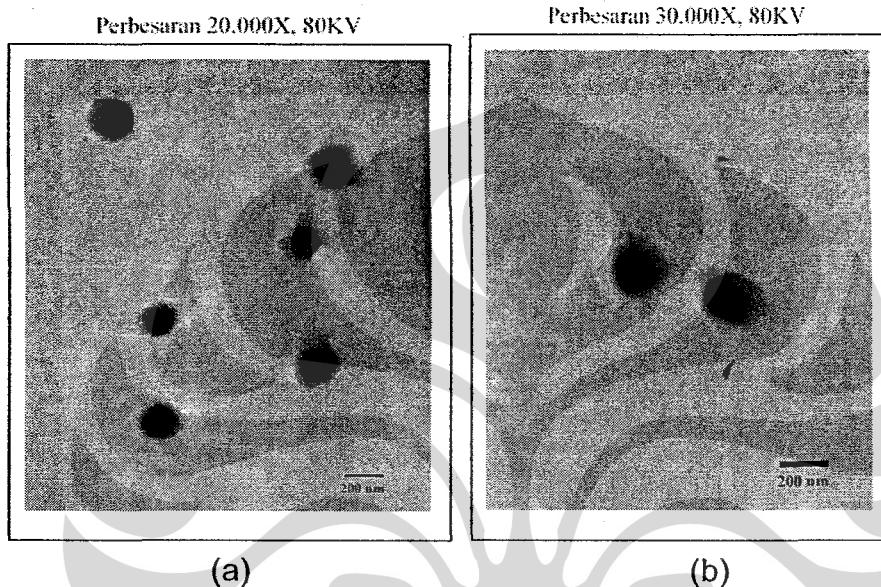 Perbesaran 20.000X, 80KV
Perbesaran 30.000X, 80KV
200 nm
200 nm
(a)
(b)